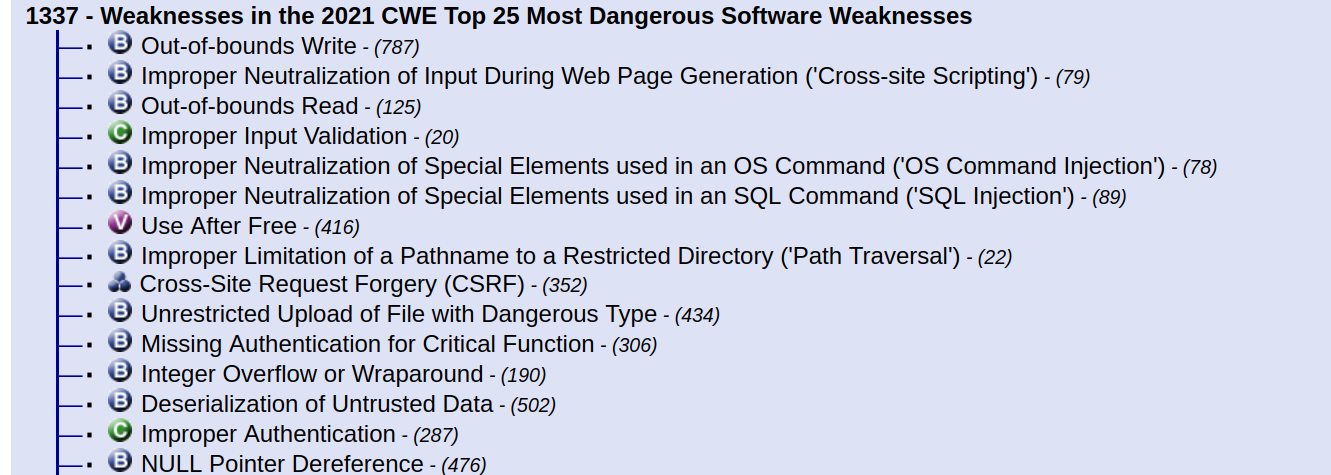 1337 - Weaknesses in the 2021 CWE Top 25 Most Dangerous Software Weaknesses
B Out-of-bounds Write - (787)
B Improper Neutralization of Input During Web Page Generation ('Cross-site Scripting') - (79)
B Out-of-bounds Read - (125)
C Improper Input Validation - (20)
B Improper Neutralization of Special Elements used in an OS Command ('OS Command Injection') - (78)
B Improper Neutralization of Special Elements used in an SQL Command ('SQL Injection') - (89)
V Use After Free - (416)
B Improper Limitation of a Pathname to a Restricted Directory ('Path Traversal') - (22)
Cross-Site Request Forgery (CSRF) - (352)
B Unrestricted Upload of File with Dangerous Type - (434)
B Missing Authentication for Critical Function - (306)
B Integer Overflow or Wraparound - (190)
B Deserialization of Untrusted Data - (502)
C Improper Authentication - (287)
B NULL Pointer Dereference - (476)